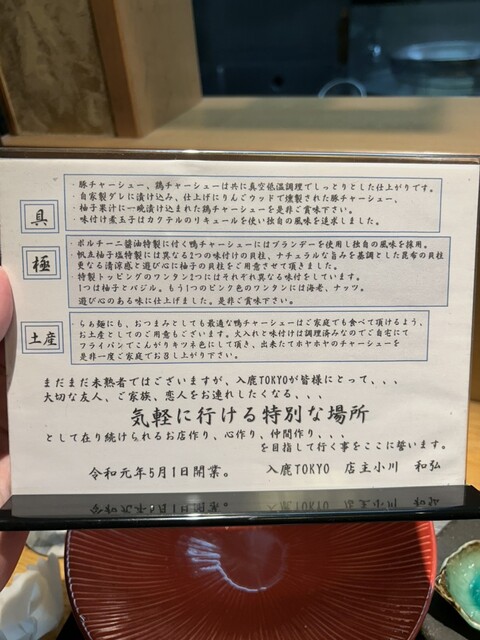 具
・豚チャーシュー、鶏チャーシューは共に真空低温調理でしっとりとした仕上がりです。
・自家製ダレに漬け込み、仕上げにりんごウッドで燻製された豚チャーシュー、
・柚子果汁に一晩漬け込まれた鶏チャーシューを是非ご賞味下さい。
・味付け煮玉子はカクテルのリキュールを使い独自の風味を追求しました。
極
・ポルチーニ醤油特製に付く鴨チャーシューにはブランデーを使用し独自の風味を採用。
・帆立柚子塩特製には異なる2つの味付けの貝柱、ナチュラルな旨みを基調とした昆布の貝柱
更なる清涼感と遊び心に柚子の貝柱をご用意させて頂きました。
・特製トッピングのワンタン2つにはそれぞれ異なる味付をしています。
1つは柚子とバジル。もう1つのピンク色のワンタンには海老、ナッツ。
遊び心のある味に仕上げました。是非ご賞味下さい。
土産
・らぁ麺にも、おつまみとしても最適な鴨チャーシューはご家庭でも食べて頂けるよう、
お土産としてのご用意もございます。火入れと味付けは調理済みなのでご自宅にて
フライパンでこんがりキツネ色にして頂き、出来たてホヤホヤのチャーシューを
是非一度ご家庭でお召し上がり下さい。
まだまだ未熟者ではございますが、入鹿TOKYOが皆様にとって、、、
大切な友人、ご家族、恋人をお連れしたくなる、、、
気軽に行ける特別な場所
として在り続けられるお店作り、心作り、仲間作り、、、
を目指して行く事をここに誓います。
令和元年5月1日開業。 入鹿TOKYO 店主小川 和弘